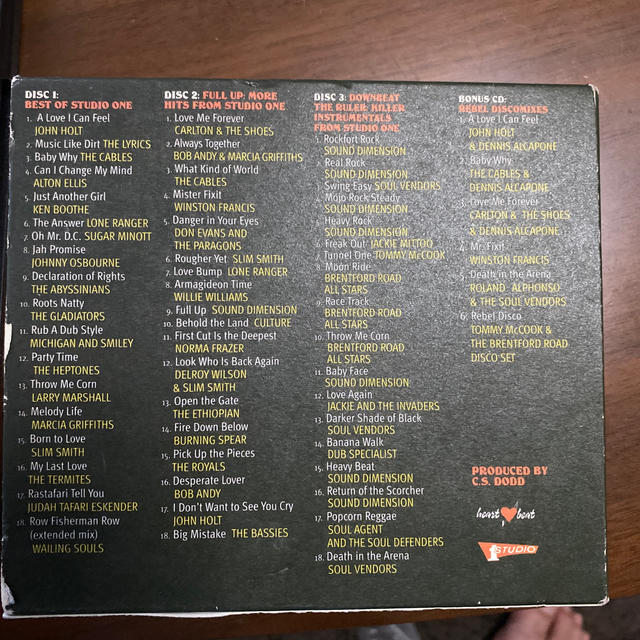 DISC 1:
BEST OF STUDIO ONE
1. A Love I Can Feel
JOHN HOLT
2. Music Like Dirt THE LYRICS
3. Baby Why THE CABLES
4. Can I Change My Mind
ALTON ELLIS
5. Just Another Girl
KEN BOOTHE
6. The Answer LONE RANGER
7. Oh Mr. D.C. SUGAR MINOTT
8. Jah Promise
JOHNNY OSBOURNE
9. Declaration of Rights
THE ABYSSINIANS
10. Roots Natty
THE GLADIATORS
11. Rub A Dub Style
MICHIGAN AND SMILEY
12. Party Time
THE HEPTONES
13. Throw Me Corn
LARRY MARSHALL
14. Melody Life
MARCIA GRIFFITHS
15. Born to Love
SLIM SMITH
16. My Last Love
THE TERMITES
17. Rastafari Tell You
JUDAH TAFARI ESKENDER
18. Row Fisherman Row
(extended mix)
WAILING SOULS
DISC 2: FULL UP: MORE
HITS FROM STUDIO ONE
1. Love Me Forever
CARLTON & THE SHOES
2. Always Together
BOB ANDY & MARCIA GRIFFITHS
3. What Kind of World
THE CABLES
4. Mister Fixit
WINSTON FRANCIS
5. Danger in Your Eyes
DON EVANS AND
THE PARAGONS
6. Rougher Yet SLIM SMITH
7. Love Bump LONE RANGER
8. Armagideon Time
WILLIE WILLIAMS
9. Full Up SOUND DIMENSION
10. Behold the Land CULTURE
11. First Cut Is the Deepest
NORMA FRAZER
12. Look Who Is Back Again
DELROY WILSON
& SLIM SMITH
13. Open the Gate
THE ETHIOPIAN
14. Fire Down Below
BURNING SPEAR
15. Pick Up the Pieces
THE ROYALS
16. Desperate Lover
BOB ANDY
17. I Don't Want to See You Cry
JOHN HOLT
18. Big Mistake THE BASSIES
DISC 3: DOWNBEAT
THE RULER: KILLER
INSTRUMENTALS
FROM STUDIO ONE
1. Rockfort Rock
SOUND DIMENSION
2. Real Rock
SOUND DIMENSION
3. Swing Easy SOUL VENDORS
4. Mojo Rock Steady
SOUND DIMENSION
5. Heavy Rock
SOUND DIMENSION
6. Freak Out JACKIE MITTOO
7. Tunnel One TOMMY McCOOK
8. Moon Ride
BRENTFORD ROAD
ALL STARS
9. Race Track
BRENTFORD ROAD
ALL STARS
10. Throw Me Corn
BRENTFORD ROAD
ALL STARS
11. Baby Face
SOUND DIMENSION
12. Love Again
JACKIE AND THE INVADERS
13. Darker Shade of Black
SOUL VENDORS
14. Banana Walk
DUB SPECIALIST
15. Heavy Beat
SOUND DIMENSION
16. Return of the Scorcher
SOUND DIMENSION
17. Popcorn Reggae
SOUL AGENT
AND THE SOUL DEFENDERS
18. Death in the Arena
SOUL VENDORS
BONUS CD:
REBEL DISCOMIXES
1. A Love I Can Feel
JOHN HOLT
& DENNIS ALCAPONE
2. Baby Why
THE CABLES &
DENNIS ALCAPONE
3. Love Me Forever
CARLTON & THE SHOES
& DENNIS ALCAPONE
4. Mr. Fixit
WINSTON FRANCIS
5. Death in the Arena
ROLAND ALPHONSO
& THE SOUL VENDORS
6. Rebel Disco
TOMMY McCOOK &
THE BRENTFORD ROAD
DISCO SET
PRODUCED BY
C.S. DODD
heart beat
1 STUDIO